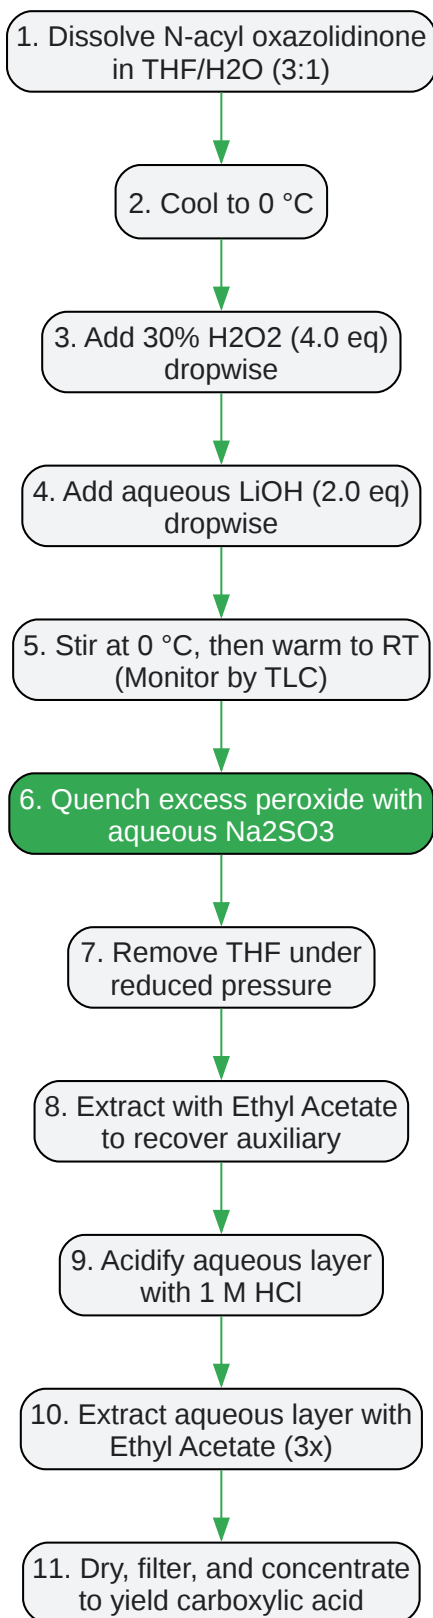 1. Dissolve N-acyl oxazolidinone
in THF/H2O (3:1)
2. Cool to 0 °C
3. Add 30% H2O2 (4.0 eq)
dropwise
4. Add aqueous LiOH (2.0 eq)
dropwise
5. Stir at 0 °C, then warm to RT
(Monitor by TLC)
6. Quench excess peroxide with
aqueous Na2SO3
7. Remove THF under
reduced pressure
8. Extract with Ethyl Acetate
to recover auxiliary
9. Acidify aqueous layer
with 1 M HCl
10. Extract aqueous layer with
Ethyl Acetate (3x)
11. Dry, filter, and concentrate
to yield carboxylic acid